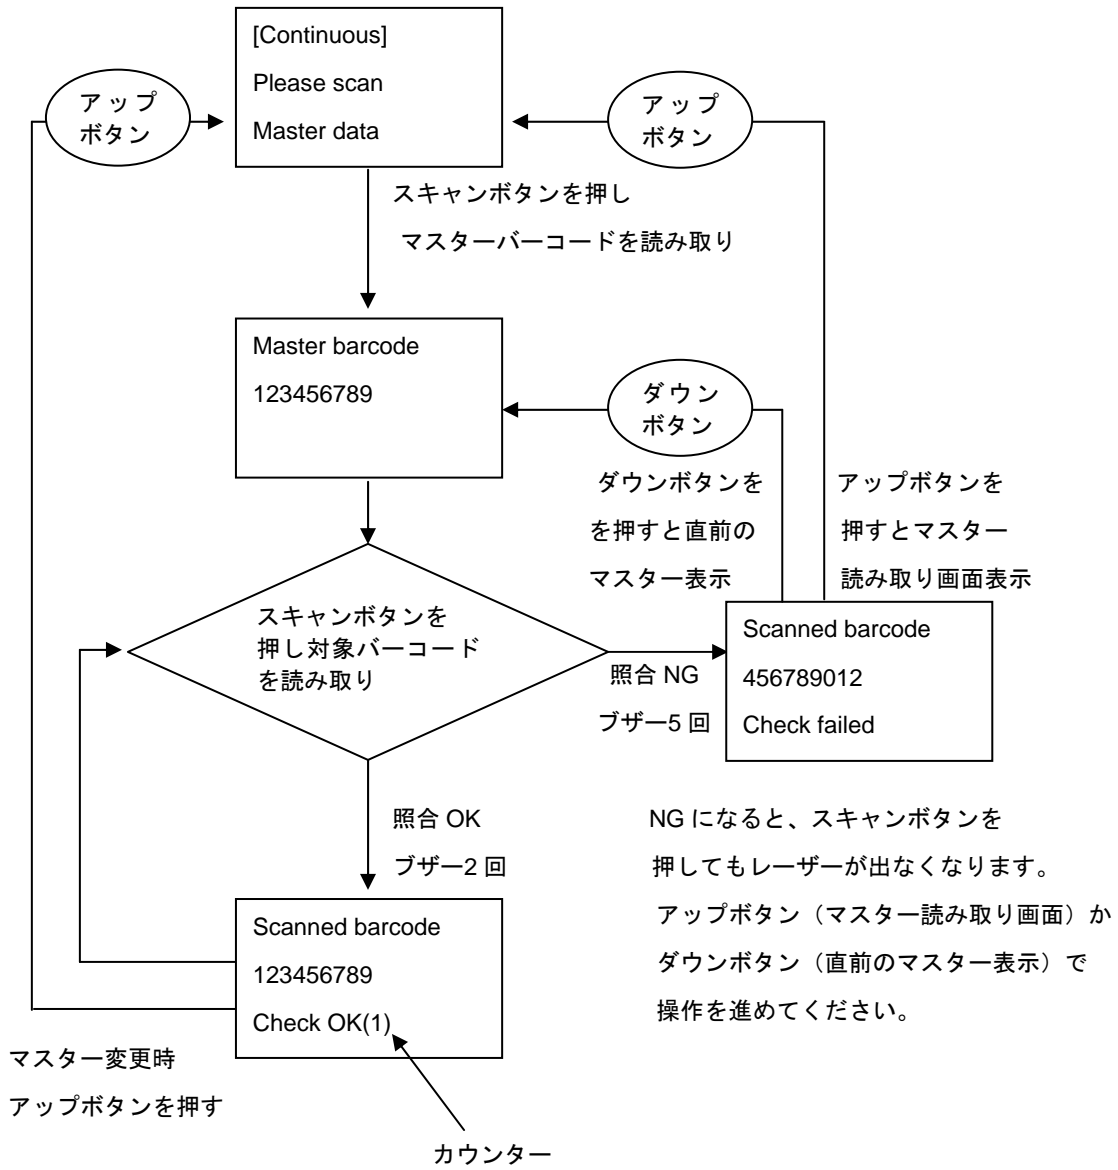 [Continuous]
Please scan
Master data
アップ
ボタン
アップ
ボタン
スキャンボタンを押し
マスターバーコードを読み取り
Master barcode
123456789
ダウン
ボタン
ダウンボタンを
を押すと直前の
マスター表示
アップボタンを
押すとマスター
読み取り画面表示
スキャンボタンを
押し対象バーコード
を読み取り
照合 NG
ブザー5 回
Scanned barcode
456789012
Check failed
照合 OK
ブザー2 回
NG になると、スキャンボタンを
押してもレーザーが出なくなります。
アップボタン（マスター読み取り画面）か
ダウンボタン（直前のマスター表示）で
操作を進めてください。
Scanned barcode
123456789
Check OK(1)
マスター変更時
アップボタンを押す
カウンター